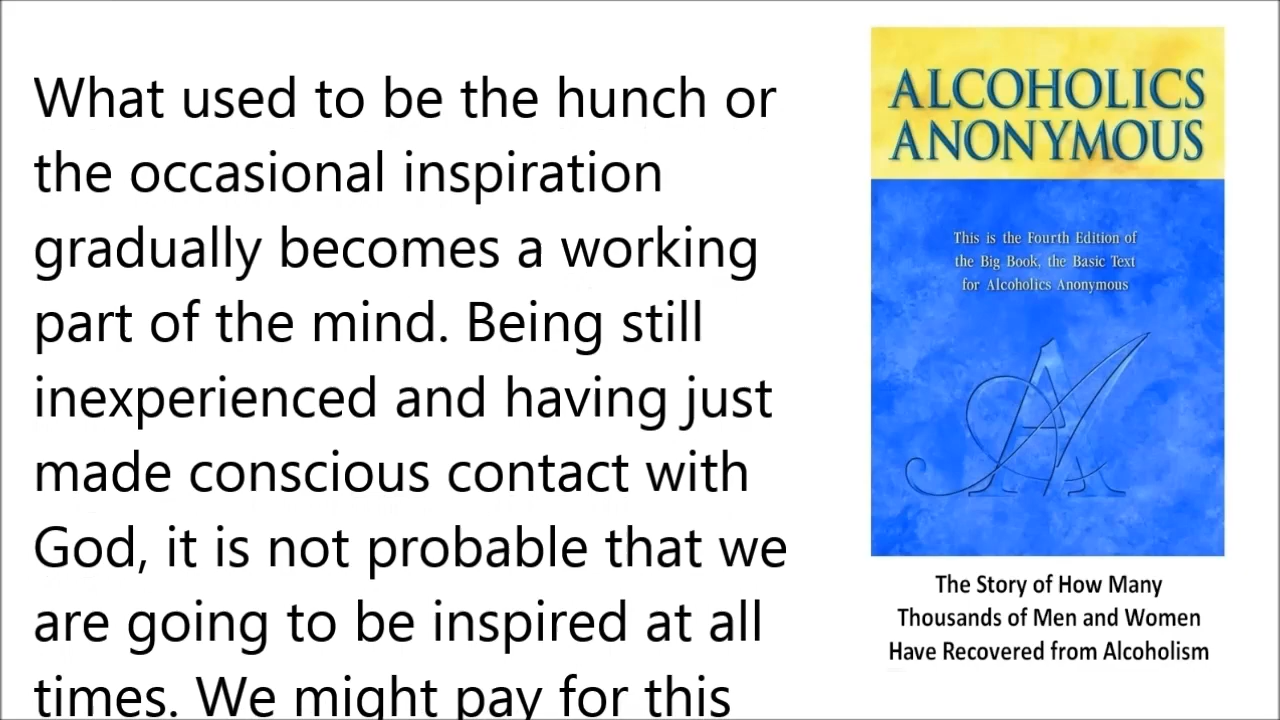 What used to be the hunch or
the occasional inspiration
gradually becomes a working
part of the mind. Being still
inexperienced and having just
made conscious contact with
God, it is not probable that we
are going to be inspired at all
times. We might pay for this
ALCOHOLICS
ANONYMOUS
This is the Fourth Edition of
the Big Book, the Basic Text
for Alcoholics Anonymous
AA
The Story of How Many
Thousands of Men and Women
Have Recovered from Alcoholism